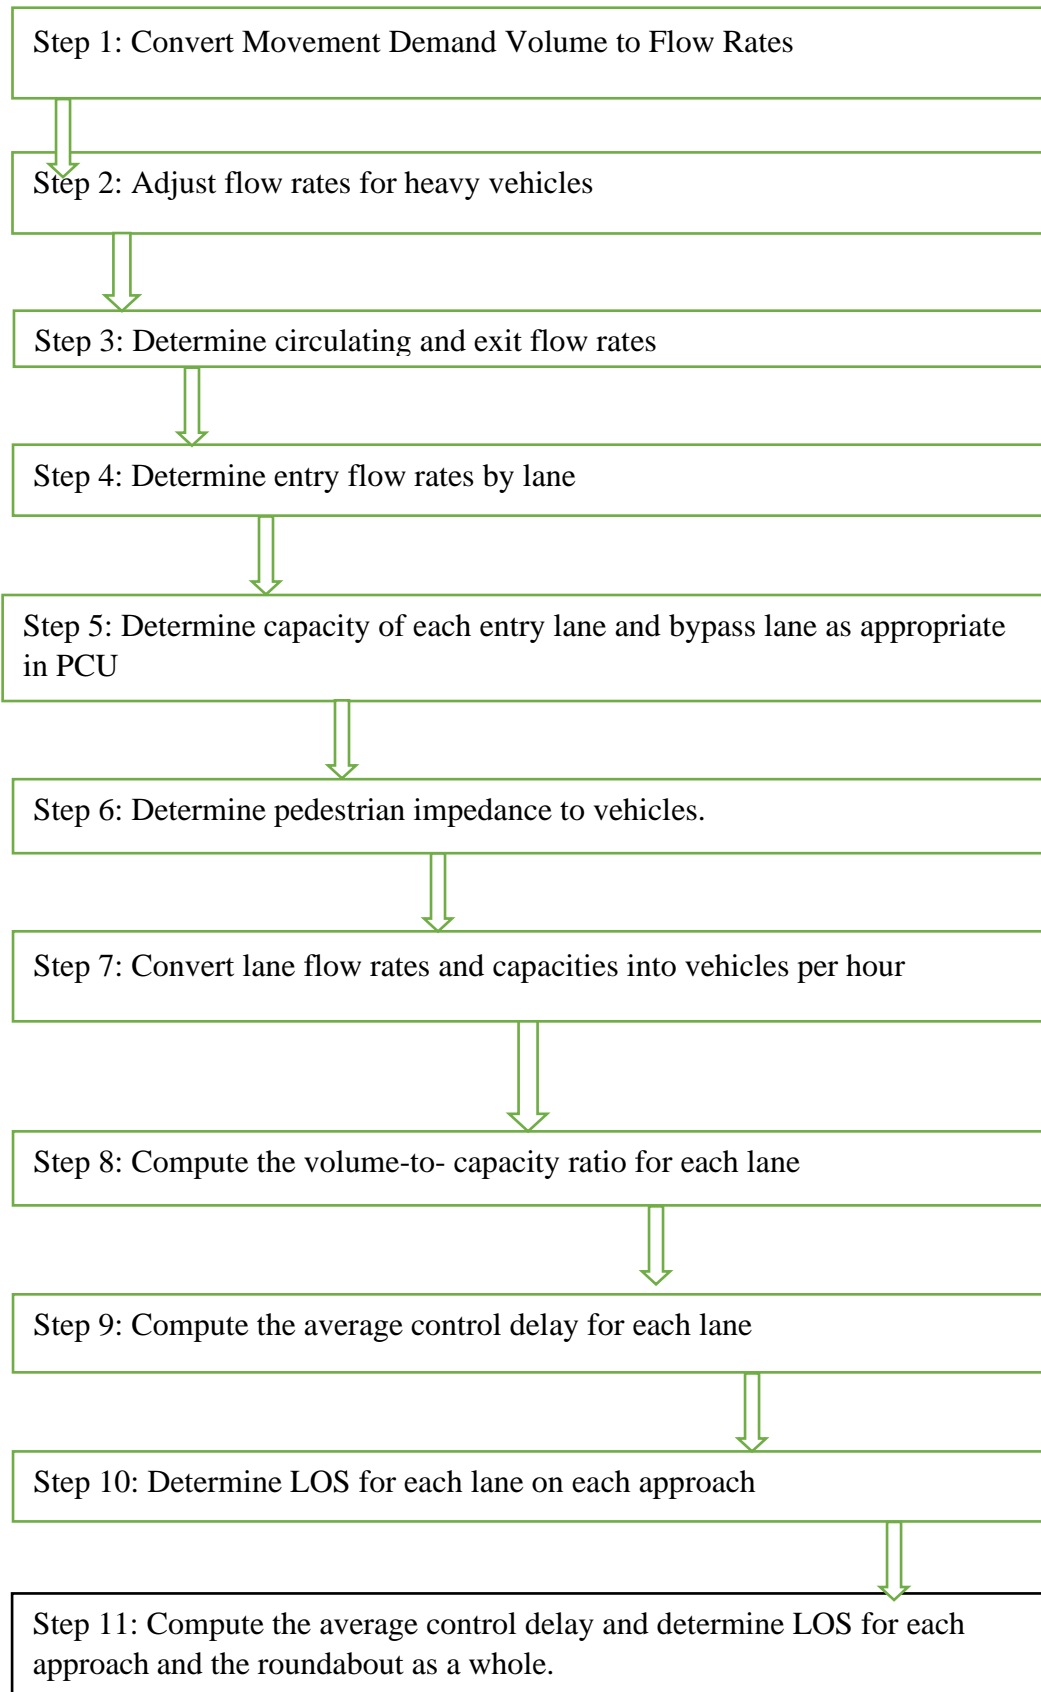 Step 1: Convert Movement Demand Volume to Flow Rates
Step 2: Adjust flow rates for heavy vehicles
Step 3: Determine circulating and exit flow rates
Step 4: Determine entry flow rates by lane
Step 5: Determine capacity of each entry lane and bypass lane as appropriate
in PCU
Step 6: Determine pedestrian impedance to vehicles.
Step 7: Convert lane flow rates and capacities into vehicles per hour
Step 8: Compute the volume-to- capacity ratio for each lane
Step 9: Compute the average control delay for each lane
Step 10: Determine LOS for each lane on each approach
Step 11: Compute the average control delay and determine LOS for each
approach and the roundabout as a whole.